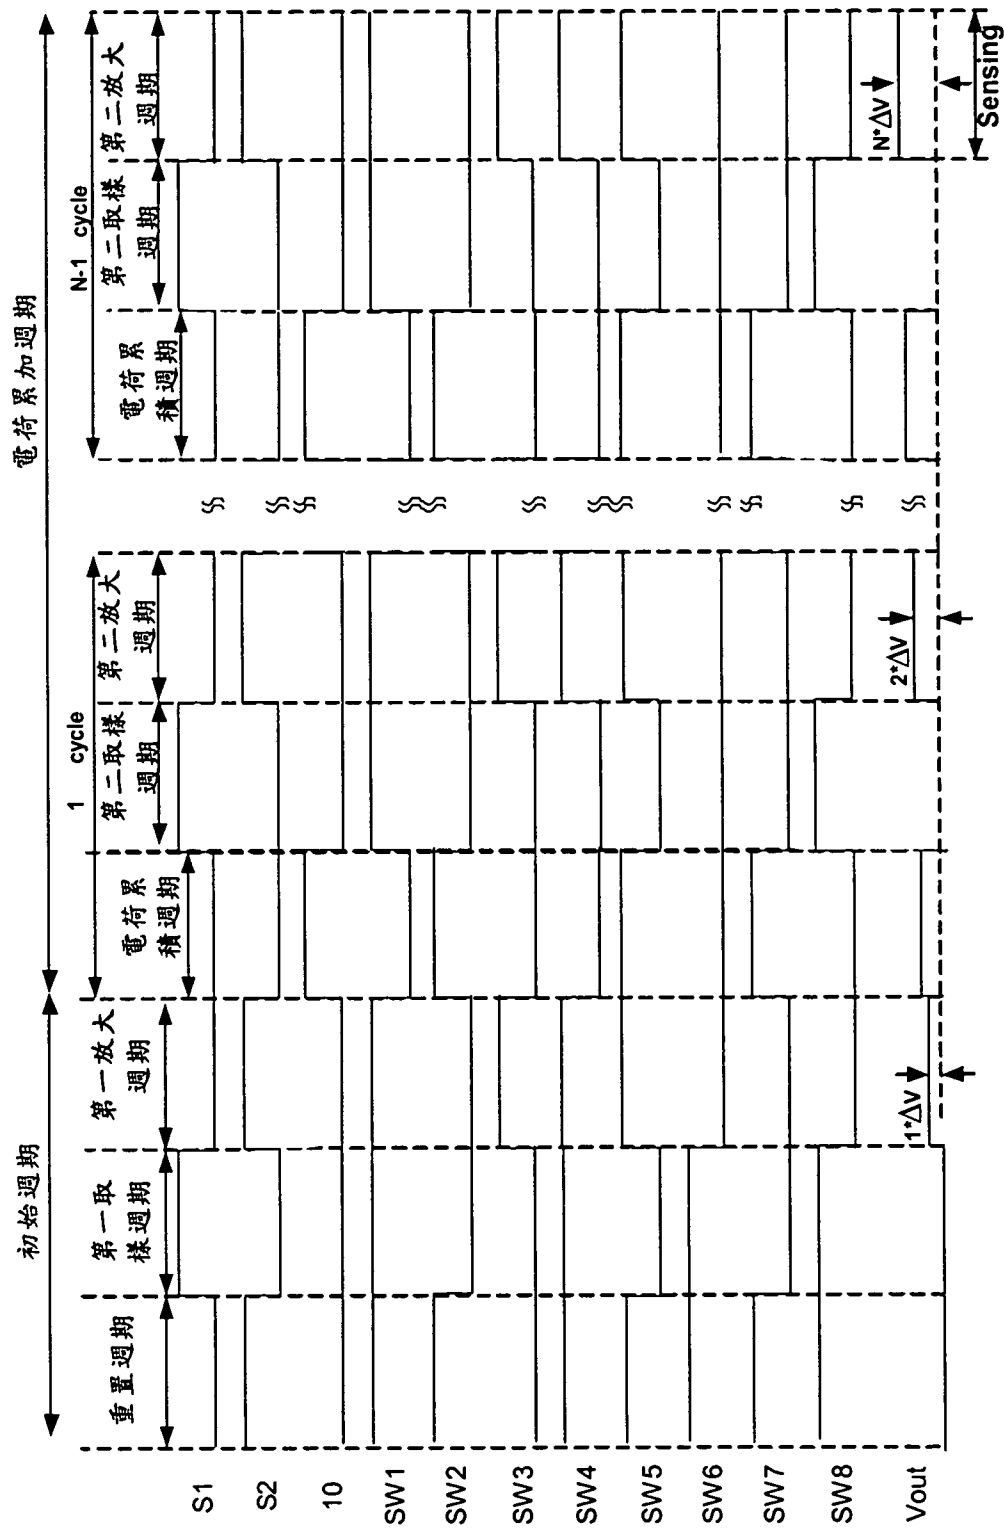 初始週期
電荷累加週期
1 cycle
N-1 cycle
重置週期
第一取
樣週期
第一放大
週期
電荷累
積週期
第二取樣
週期
第二放大
週期
電荷累
積週期
第二取樣
週期
第二放大
週期
S1
S2
10
SW1
SW2
SW3
SW4
SW5
SW6
SW7
SW8
Vout
1*ΔV
2*ΔV
N*ΔV
Sensing